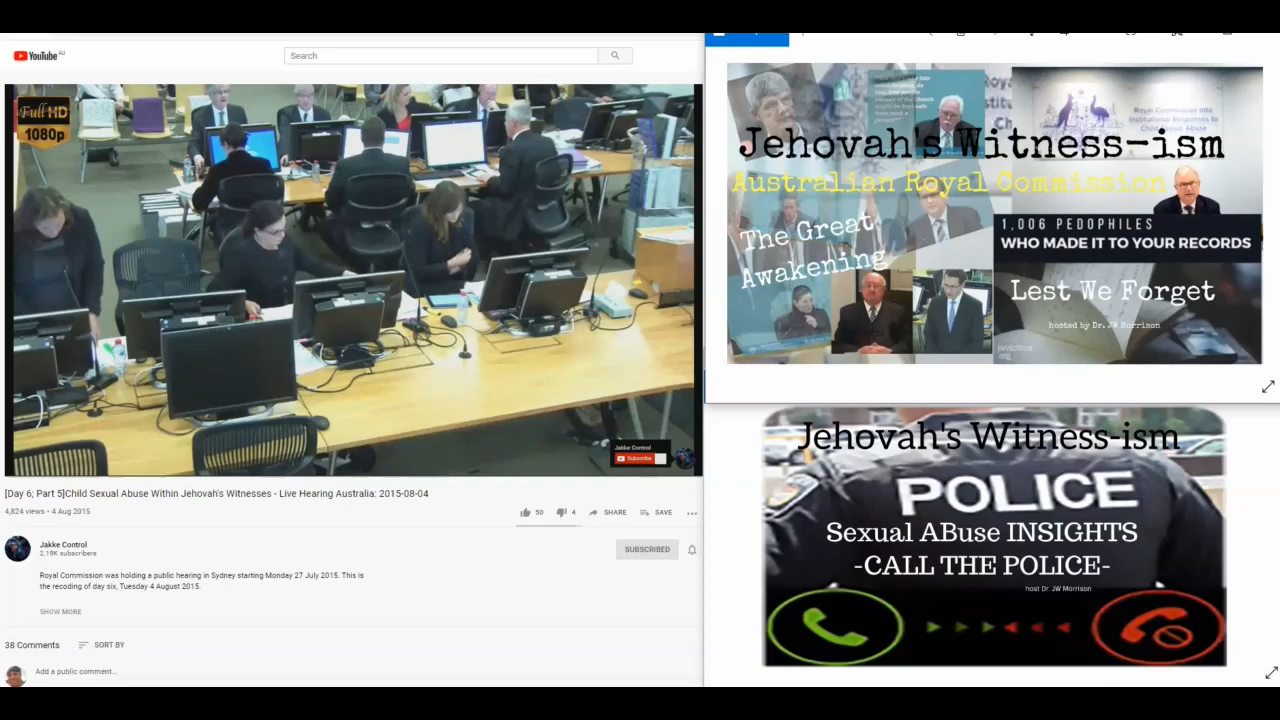 YouTube AU
Search
Full HD
1080p
Jakke Control
Subscribe
[Day 6; Part 5]Child Sexual Abuse Within Jehovah's Witnesses - Live Hearing Australia: 2015-08-04
4,824 views • 4 Aug 2015
50
4
SHARE
SAVE
Jakke Control
2.19K subscribers
SUBSCRIBED
Royal Commission was holding a public hearing in Sydney starting Monday 27 July 2015. This is
the recoding of day six, Tuesday 4 August 2015.
SHOW MORE
38 Comments
SORT BY
Add a public comment...
Royal Commission into
Institutional Responses to
Child Sexual Abuse
Jehovah's Witness-ism
Australian Royal Commission
The Great
Awakening
1,006 PEDOPHILES
WHO MADE IT TO YOUR RECORDS
Lest We Forget
hosted by Dr. JW Morrison
jwvictims
.org
Jehovah's Witness-ism
POLICE
Sexual ABuse INSIGHTS
-CALL THE POLICE-
host Dr. JW Morrison